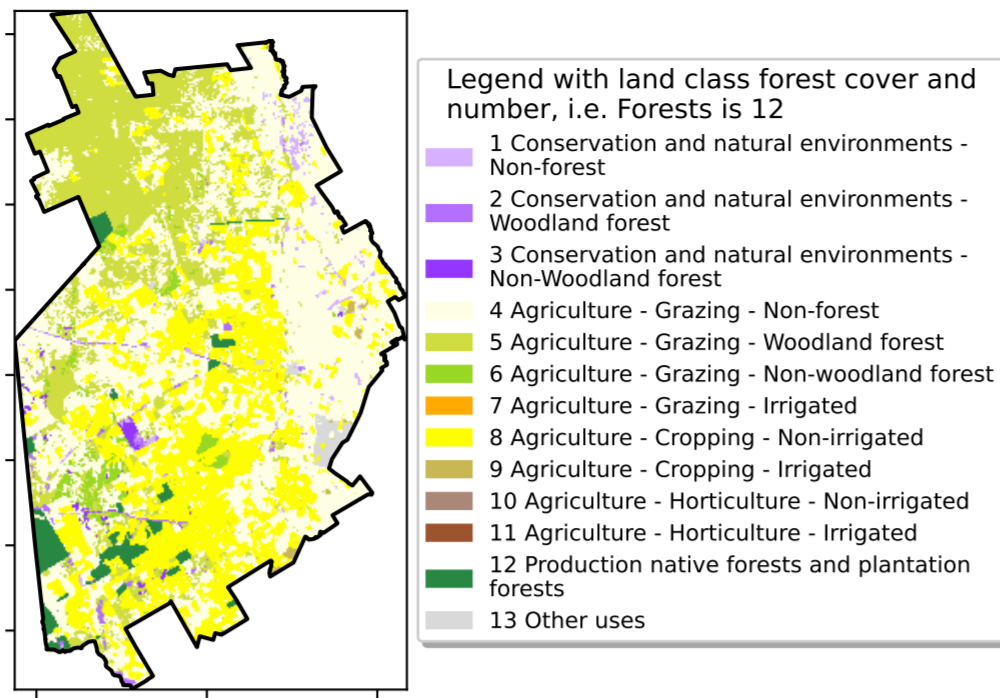 Legend with land class forest cover and
number, i.e. Forests is 12
1 Conservation and natural environments -
Non-forest
2 Conservation and natural environments -
Woodland forest
3 Conservation and natural environments -
Non-Woodland forest
4 Agriculture - Grazing - Non-forest
5 Agriculture - Grazing - Woodland forest
6 Agriculture - Grazing - Non-woodland forest
7 Agriculture - Grazing - Irrigated
8 Agriculture - Cropping - Non-irrigated
9 Agriculture - Cropping - Irrigated
10 Agriculture - Horticulture - Non-irrigated
11 Agriculture - Horticulture - Irrigated
12 Production native forests and plantation
forests
13 Other uses